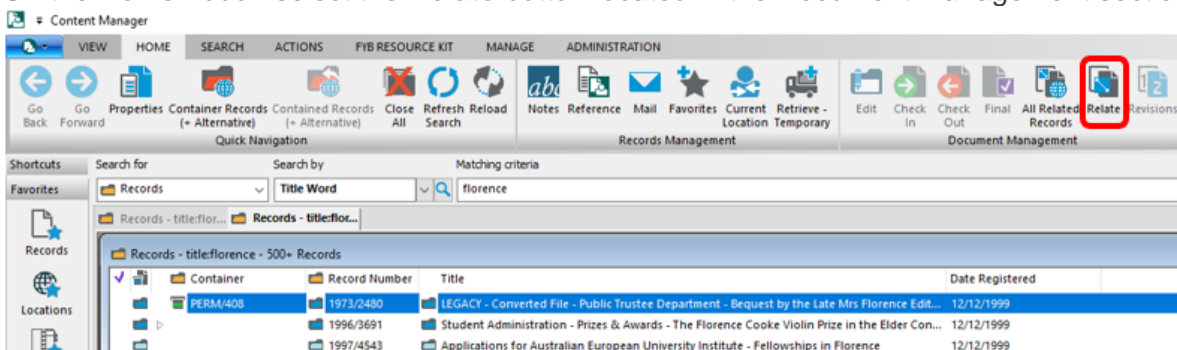 Content Manager
VIEW HOME SEARCH ACTIONS FYB RESOURCE KIT MANAGE ADMINISTRATION
abc
Go Back
Go Forward
Properties
Container Records (+ Alternative)
Contained Records (+ Alternative)
Close All
Refresh Search
Reload
Notes
Reference
Mail
Favorites
Current Location
Retrieve - Temporary
Edit
Check In
Check Out
Final
All Related Records
Relate
Revisions
Quick Navigation
Records Management
Document Management
Shortcuts Search for Search by Matching criteria
Favorites Records Title Word florence
Records - title:flor... Records - title:flor...
Records
Records - title:florence - 500+ Records
Container Record Number Title Date Registered
Locations
PERM/408 1973/2480 LEGACY - Converted File - Public Trustee Department - Bequest by the Late Mrs Florence Edit... 12/12/1999
1996/3691 Student Administration - Prizes & Awards - The Florence Cooke Violin Prize in the Elder Con... 12/12/1999
1997/4543 Applications for Australian European University Institute - Fellowships in Florence 12/12/1999